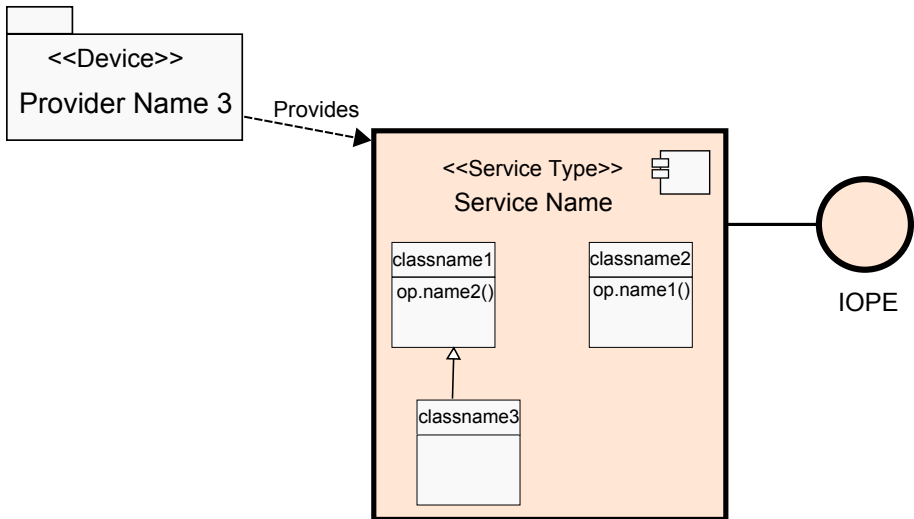 <<Device>>
Provider Name 3
Provides
<<Service Type>>
Service Name
classname1
op.name2()
classname2
op.name1()
classname3
IOPE